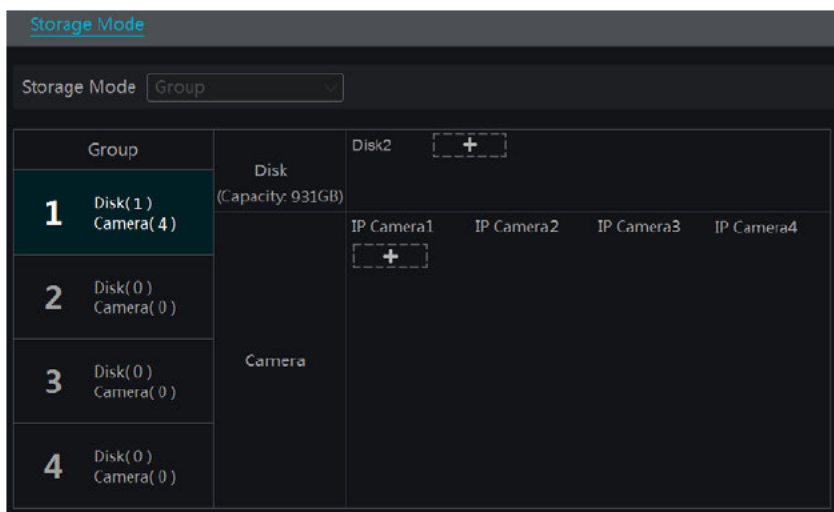 Storage Mode
Storage Mode Group
Group
1
Disk(1)
Camera(4)
2
Disk(0)
Camera(0)
3
Disk(0)
Camera(0)
4
Disk(0)
Camera(0)
Disk
(Capacity: 931GB)
Disk2 +
Camera
IP Camera1 IP Camera2 IP Camera3 IP Camera4
+